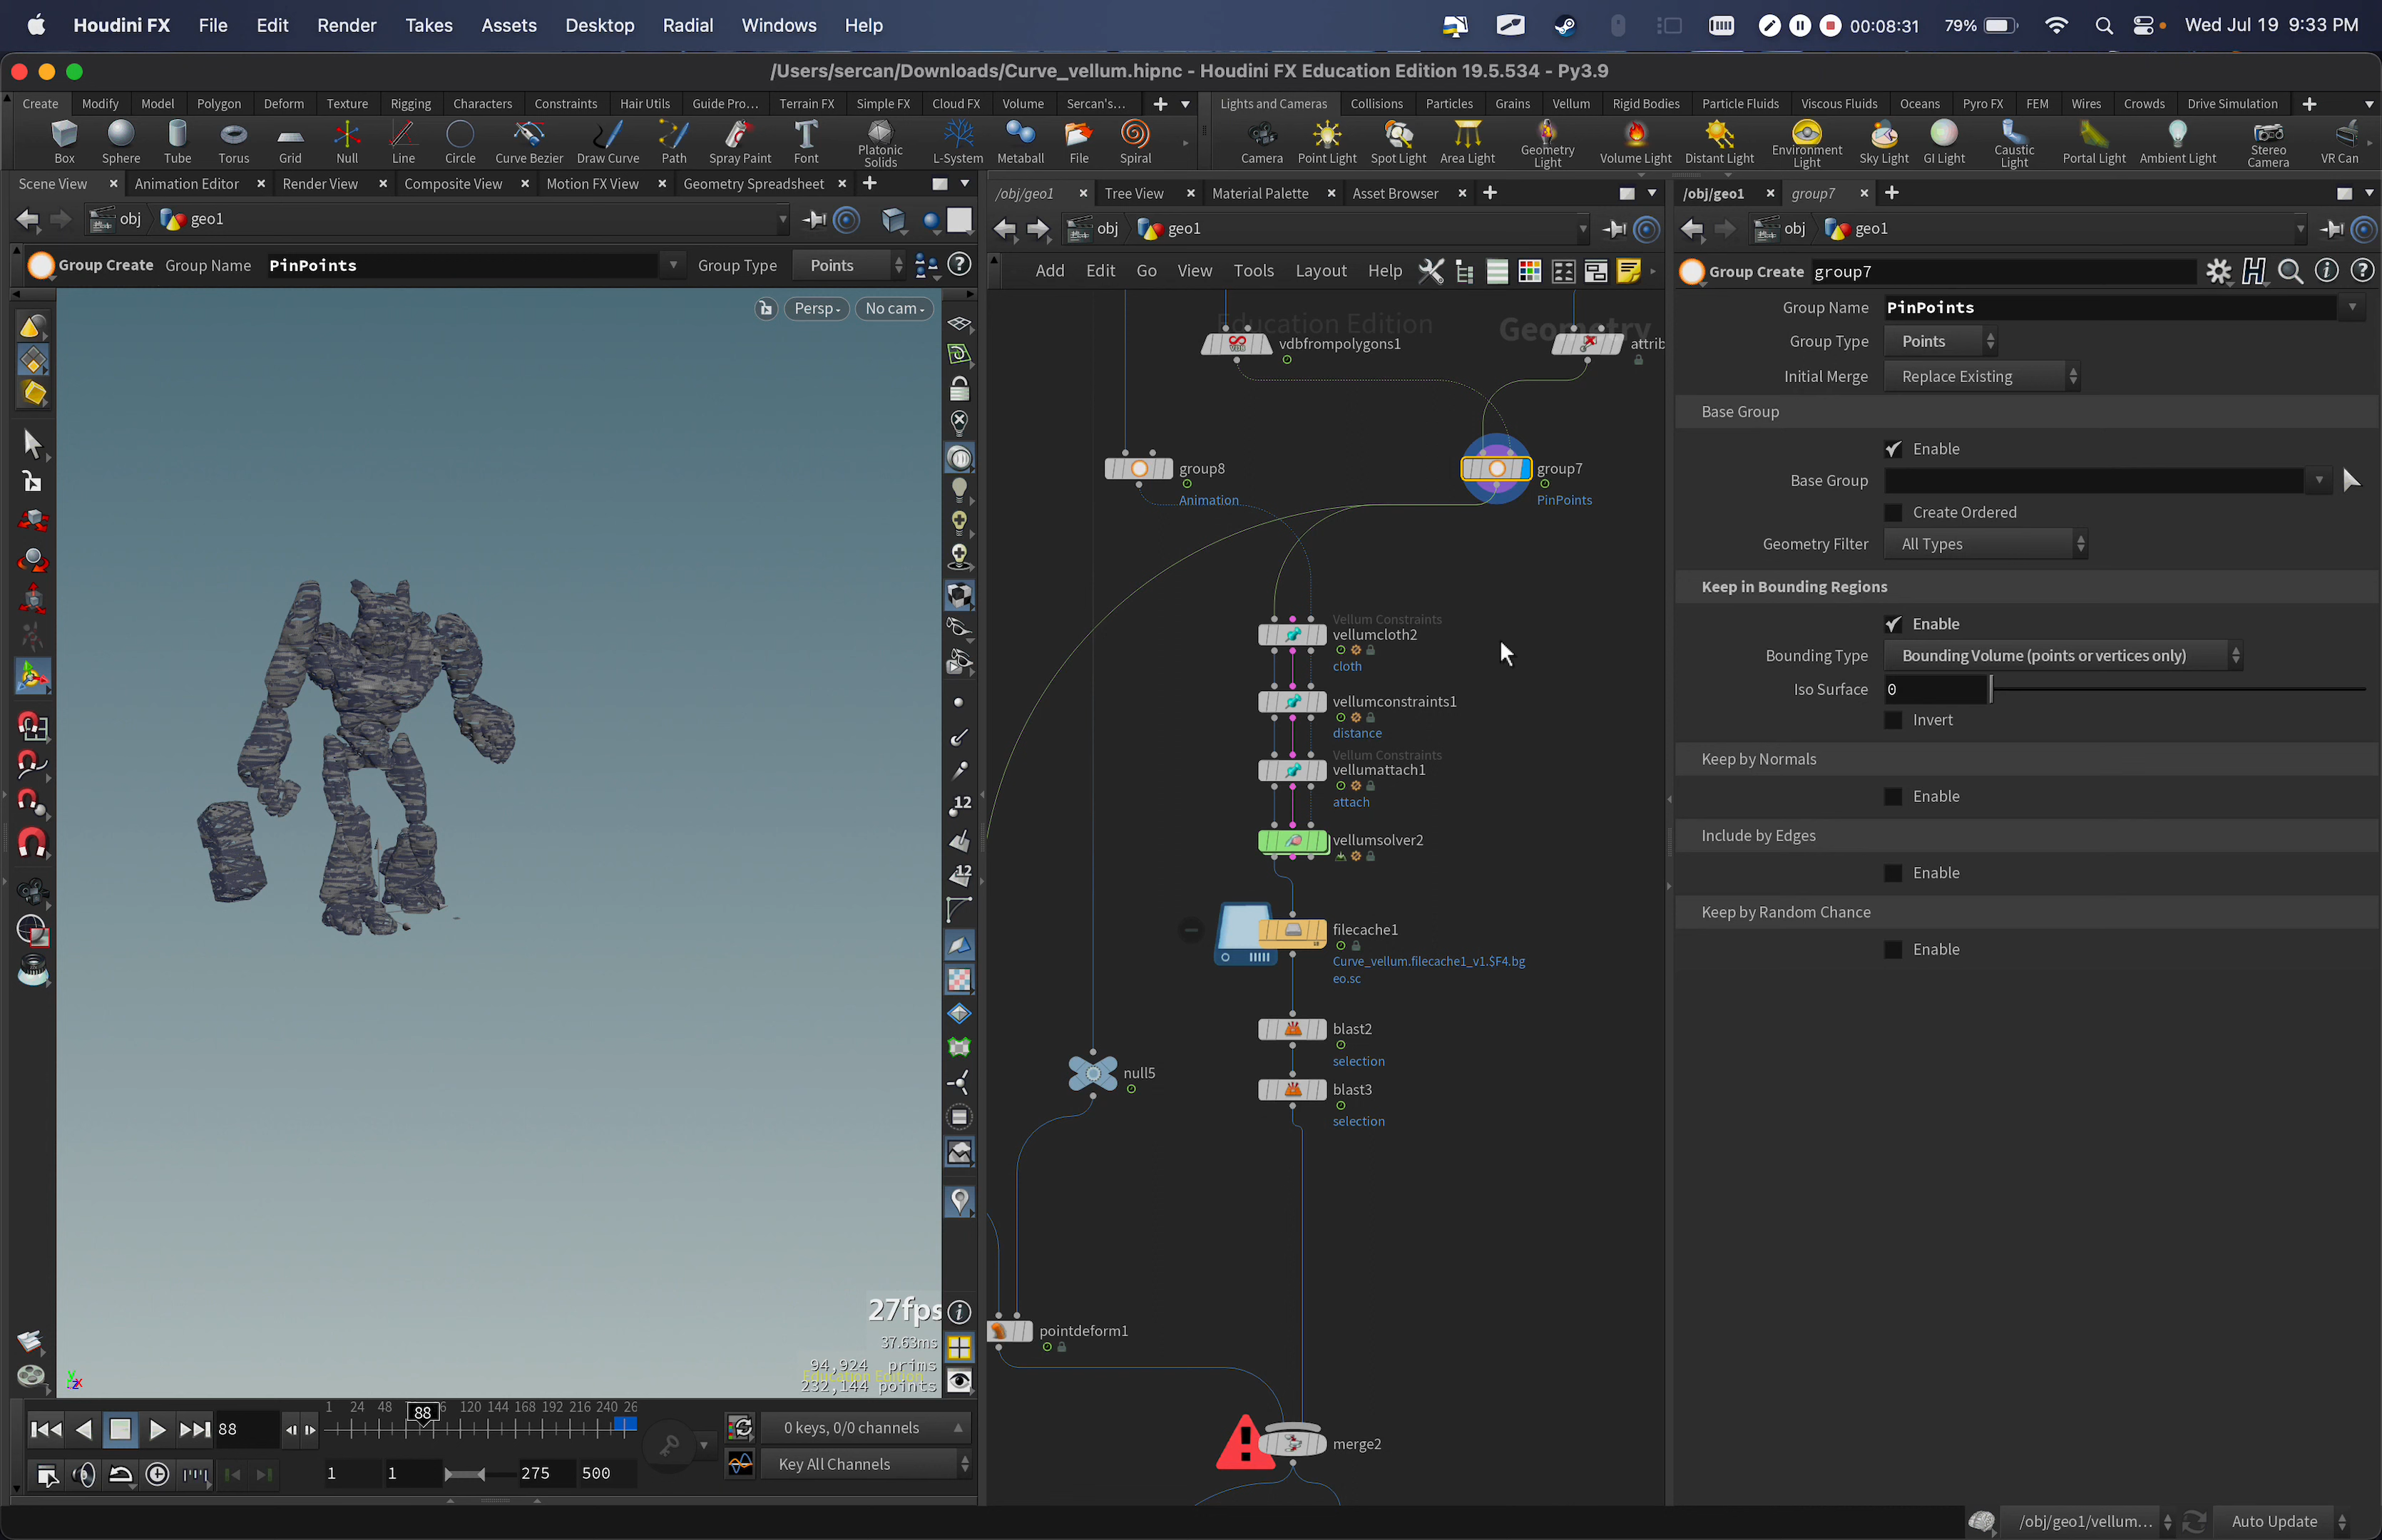 Houdini FX File Edit Render Takes Assets Desktop Radial Windows Help 00:08:31 79% Wed Jul 19 9:33 PM
/Users/sercan/Downloads/Curve_vellum.hipnc - Houdini FX Education Edition 19.5.534 - Py3.9
Create Modify Model Polygon Deform Texture Rigging Characters Constraints Hair Utils Guide Pro... Terrain FX Simple FX Cloud FX Volume Sercan's...
Lights and Cameras Collisions Particles Grains Vellum Rigid Bodies Particle Fluids Viscous Fluids Oceans Pyro FX FEM Wires Crowds Drive Simulation
Box Sphere Tube Torus Grid Null Line Circle Curve Bezier Draw Curve Path Spray Paint Font Platonic Solids L-System Metaball File Spiral
Camera Point Light Spot Light Area Light Geometry Light Volume Light Distant Light Environment Light Sky Light GI Light Caustic Light Portal Light Ambient Light Stereo Camera VR Can
Scene View Animation Editor Render View Composite View Motion FX View Geometry Spreadsheet
obj geo1
Group Create Group Name PinPoints Group Type Points
Persp No cam
12
12
27fps
37.63ms
94,924 prims
Education Edition
232,144 points
/obj/geo1 Tree View Material Palette Asset Browser
obj geo1
Add Edit Go View Tools Layout Help
Education Edition
Geometry
vdbfrompolygons1
attrib
group8
Animation
group7
PinPoints
Vellum Constraints
vellumcloth2
cloth
vellumconstraints1
distance
Vellum Constraints
vellumattach1
attach
vellumsolver2
filecache1
Curve_vellum.filecache1_v1.$F4.bg
eo.sc
blast2
selection
null5
blast3
selection
pointdeform1
merge2
/obj/geo1 group7
obj geo1
Group Create group7
Group Name PinPoints
Group Type Points
Initial Merge Replace Existing
Base Group
Enable
Base Group
Create Ordered
Geometry Filter All Types
Keep in Bounding Regions
Enable
Bounding Type Bounding Volume (points or vertices only)
Iso Surface 0
Invert
Keep by Normals
Enable
Include by Edges
Enable
Keep by Random Chance
Enable
88
1 24 48 88 120 144 168 192 216 240 26
0 keys, 0/0 channels
1 1 275 500
Key All Channels
/obj/geo1/vellum... Auto Update